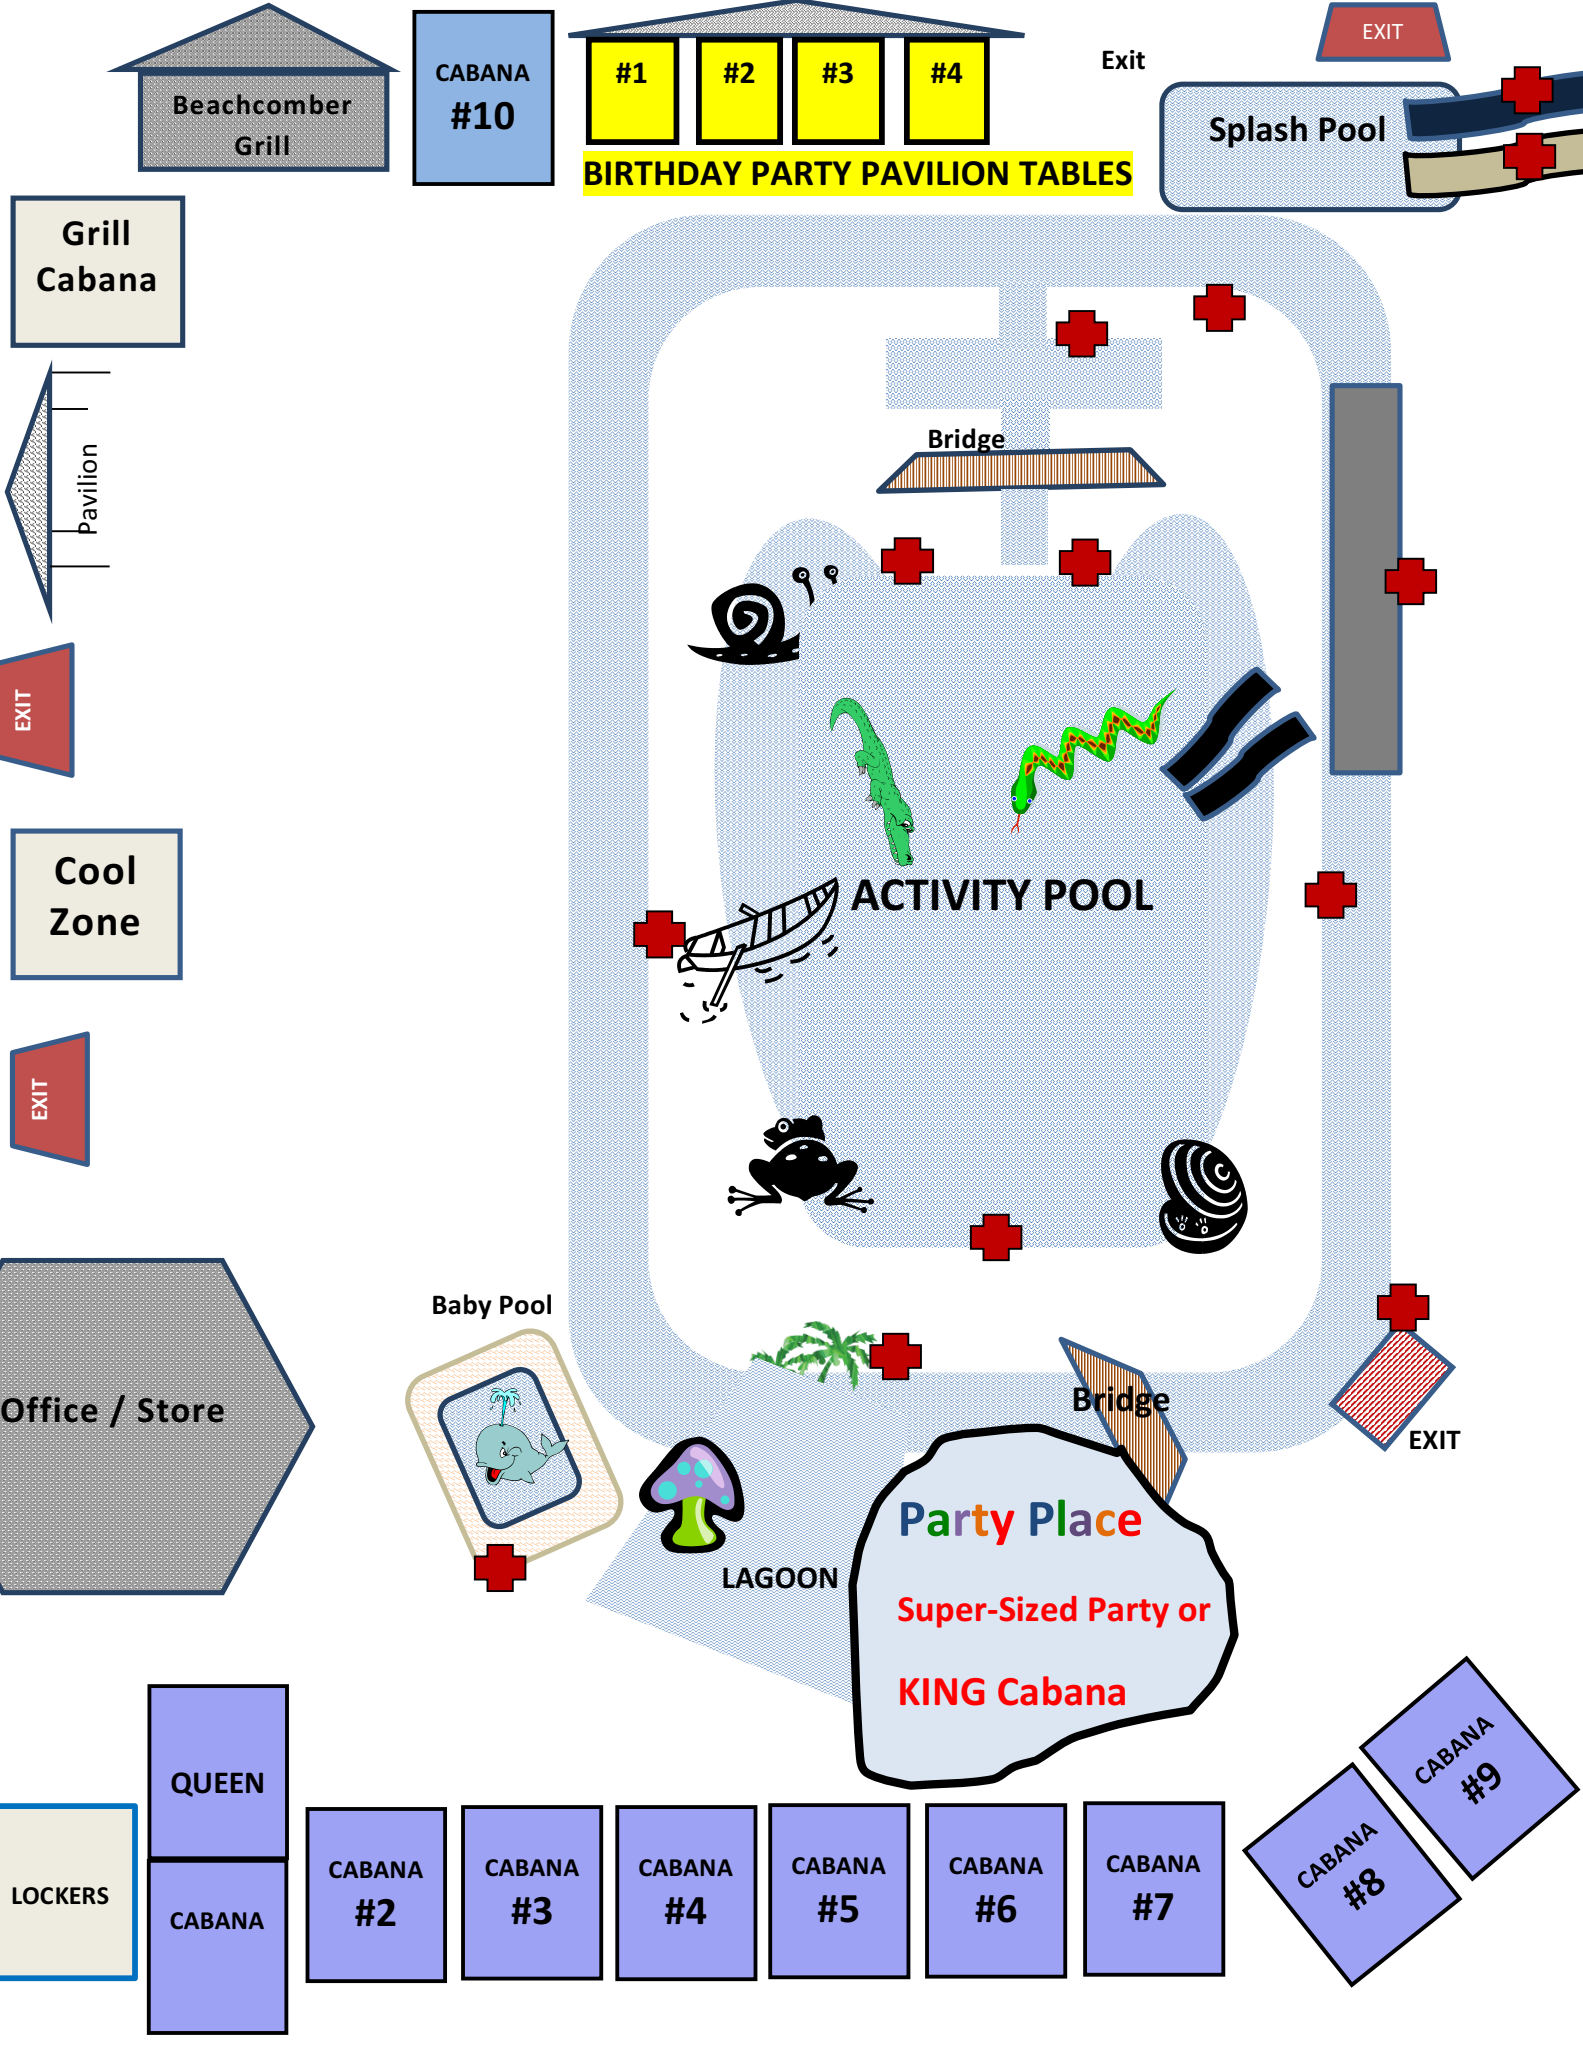 EXIT
Exit
CABANA
#10
#1
#2
#3
#4
Beachcomber
Grill
Splash Pool
BIRTHDAY PARTY PAVILION TABLES
Grill
Cabana
Bridge
Pavilion
EXIT
Cool
Zone
ACTIVITY POOL
EXIT
Baby Pool
Office / Store
Bridge
EXIT
Party Place
LAGOON
Super-Sized Party or
KING Cabana
QUEEN
CABANA
#9
CABANA
#8
LOCKERS
CABANA
CABANA
#2
CABANA
#3
CABANA
#4
CABANA
#5
CABANA
#6
CABANA
#7